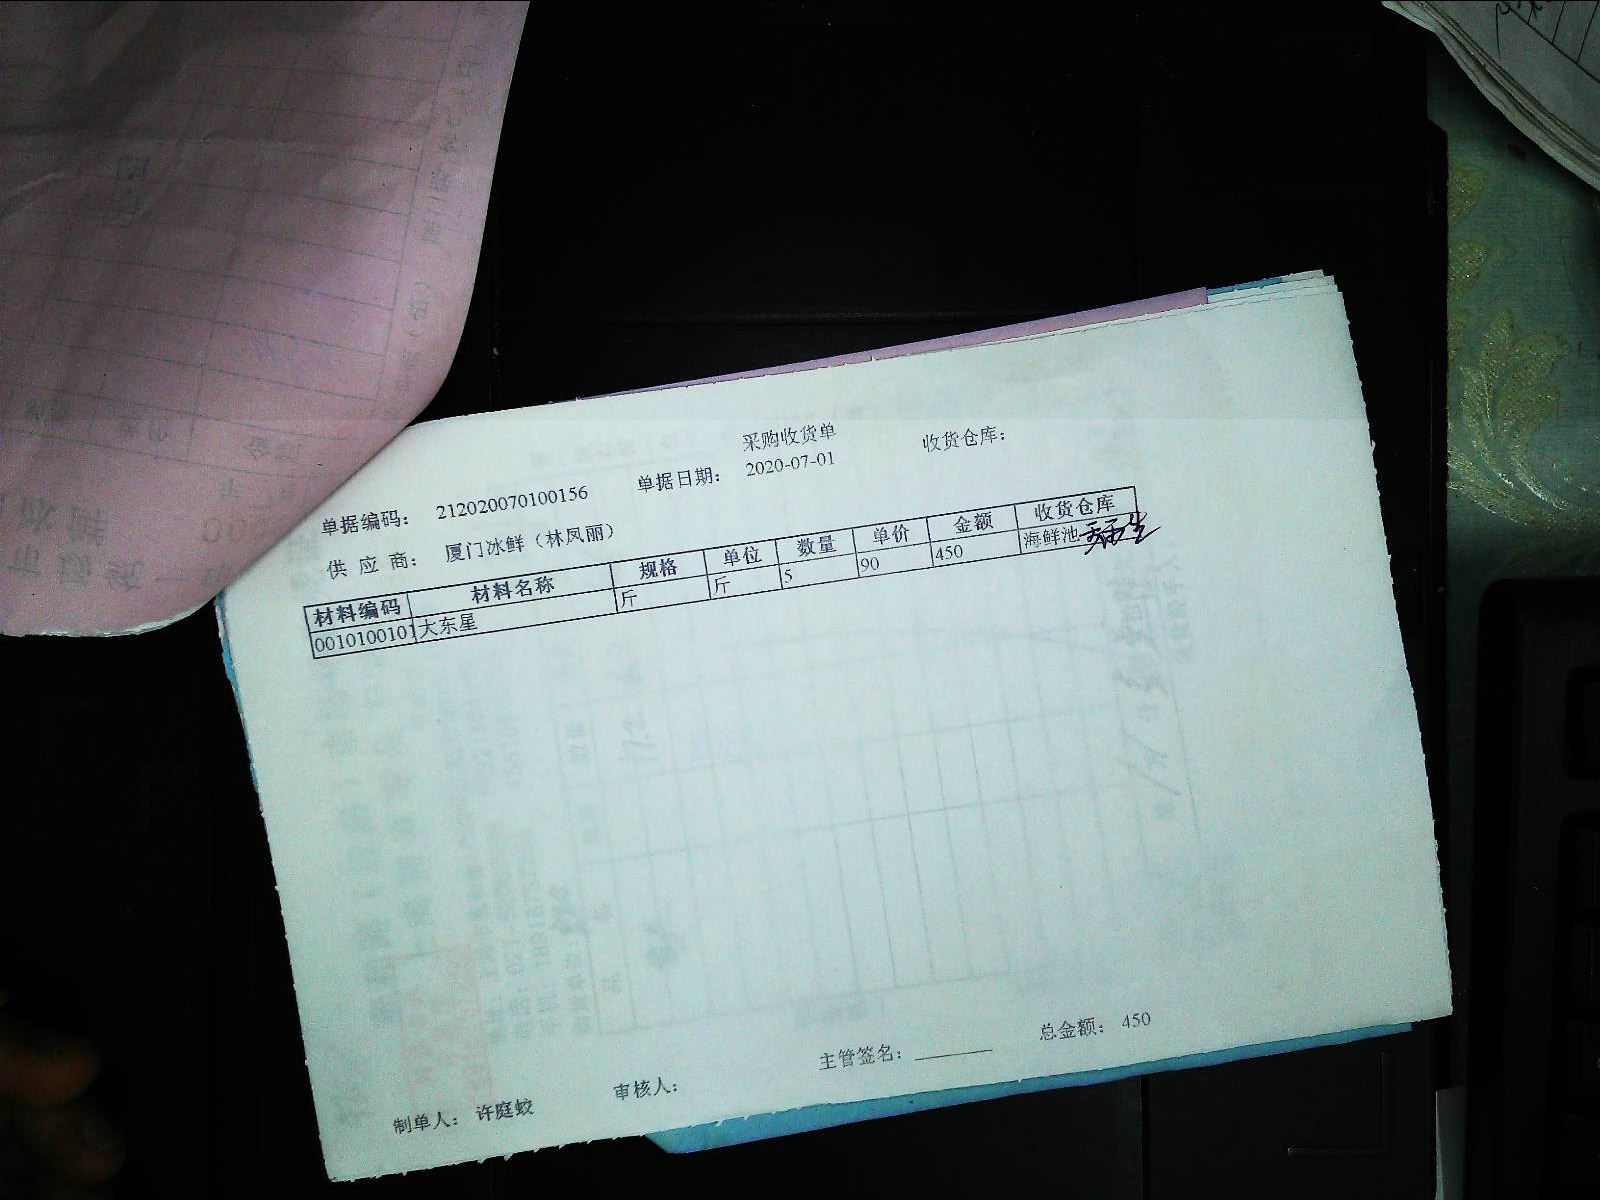 采购收货单
单据编码： 212020070100156 单据日期： 2020-07-01 收货仓库：
供 应 商： 厦门冰鲜（林凤丽）
材料编码 材料名称 规格 单位 数量 单价 金额 收货仓库
0010100101 大东星 斤 斤 5 90 450 海鲜池
制单人： 许庭蛟 审核人： 主管签名： 总金额： 450